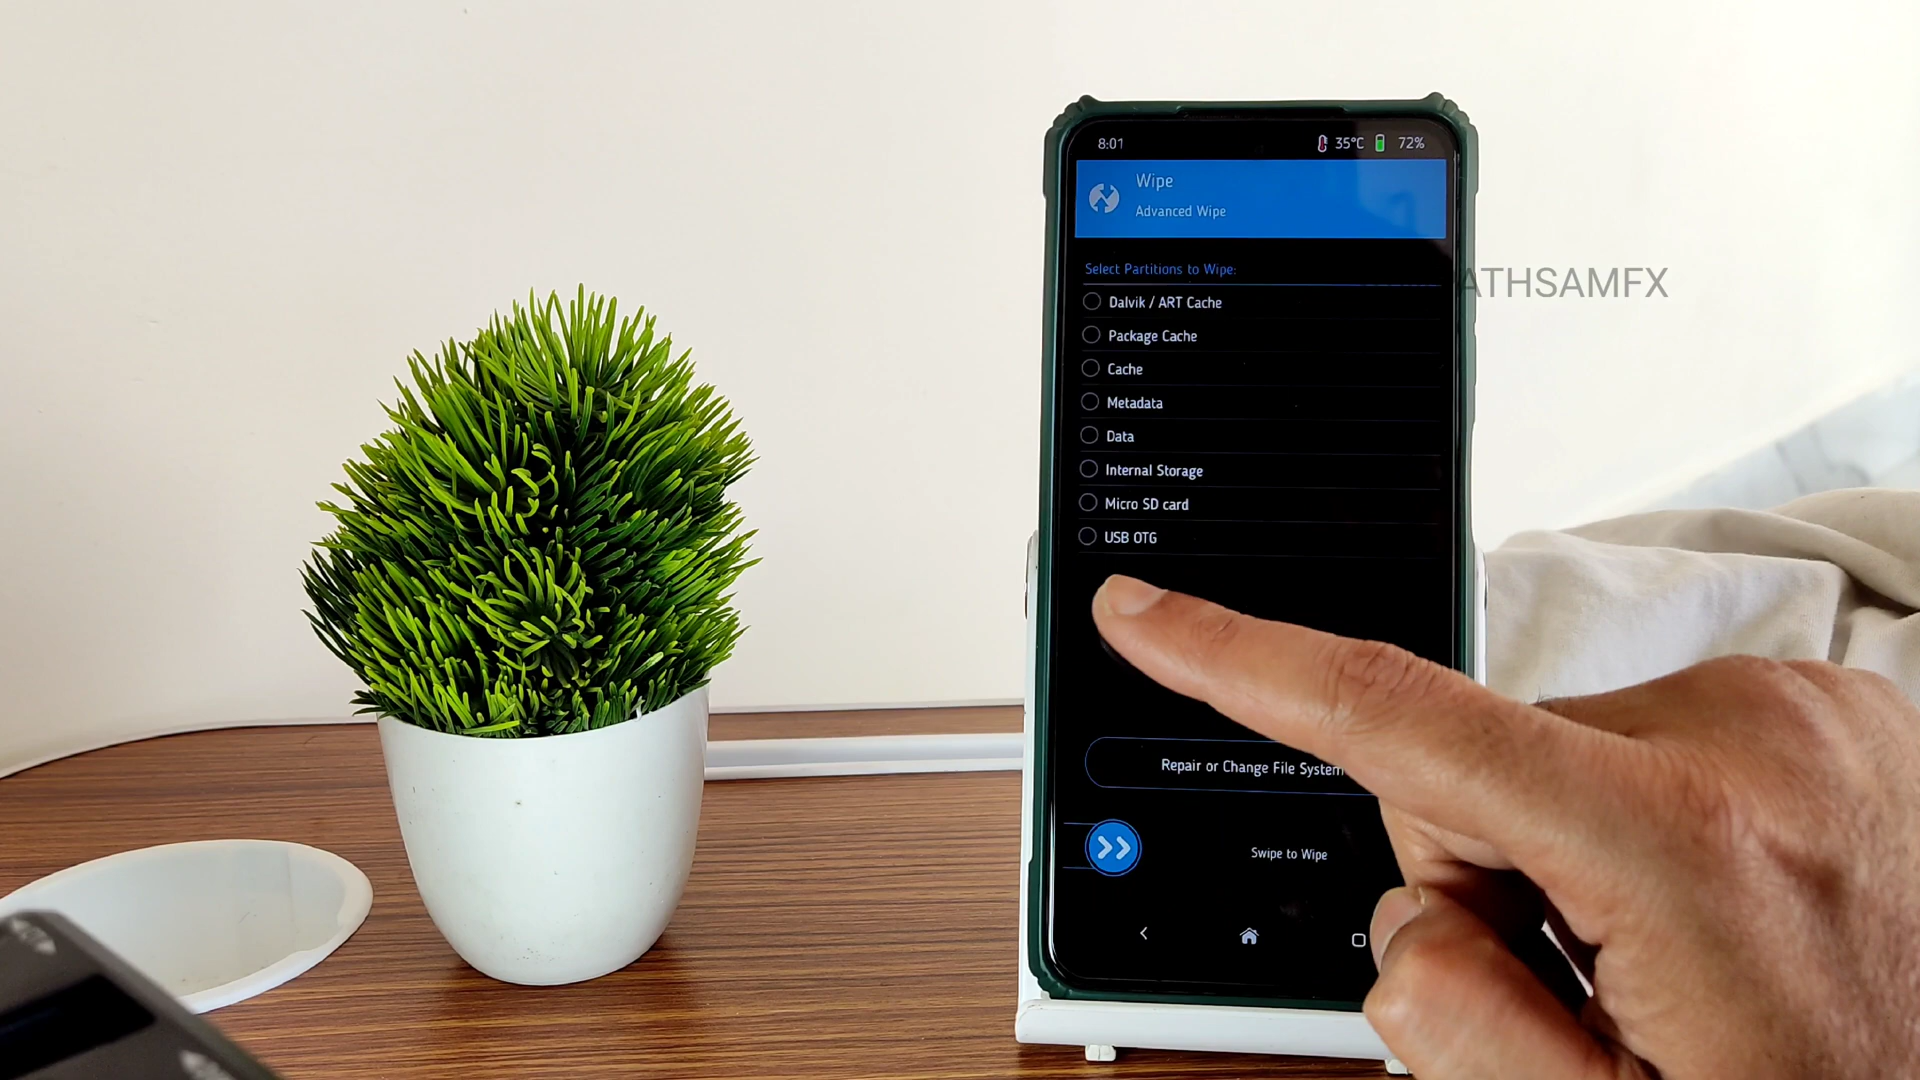 8:01 35°C 72%
Wipe
Advanced Wipe
Select Partitions to Wipe:
ATHSAMFX
Dalvik / ART Cache
Package Cache
Cache
Metadata
Data
Internal Storage
Micro SD card
USB OTG
Repair or Change File System
Swipe to Wipe